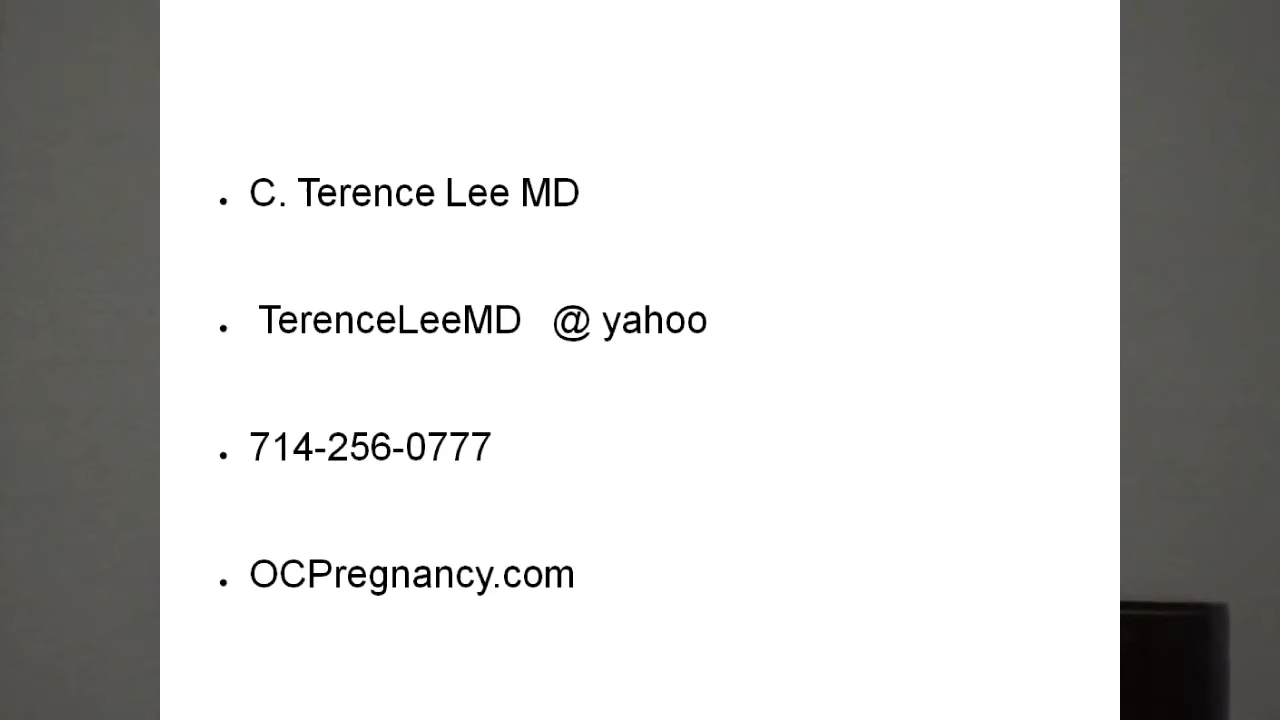 • C. Terence Lee MD
• TerenceLeeMD @ yahoo
• 714-256-0777
• OCPregnancy.com